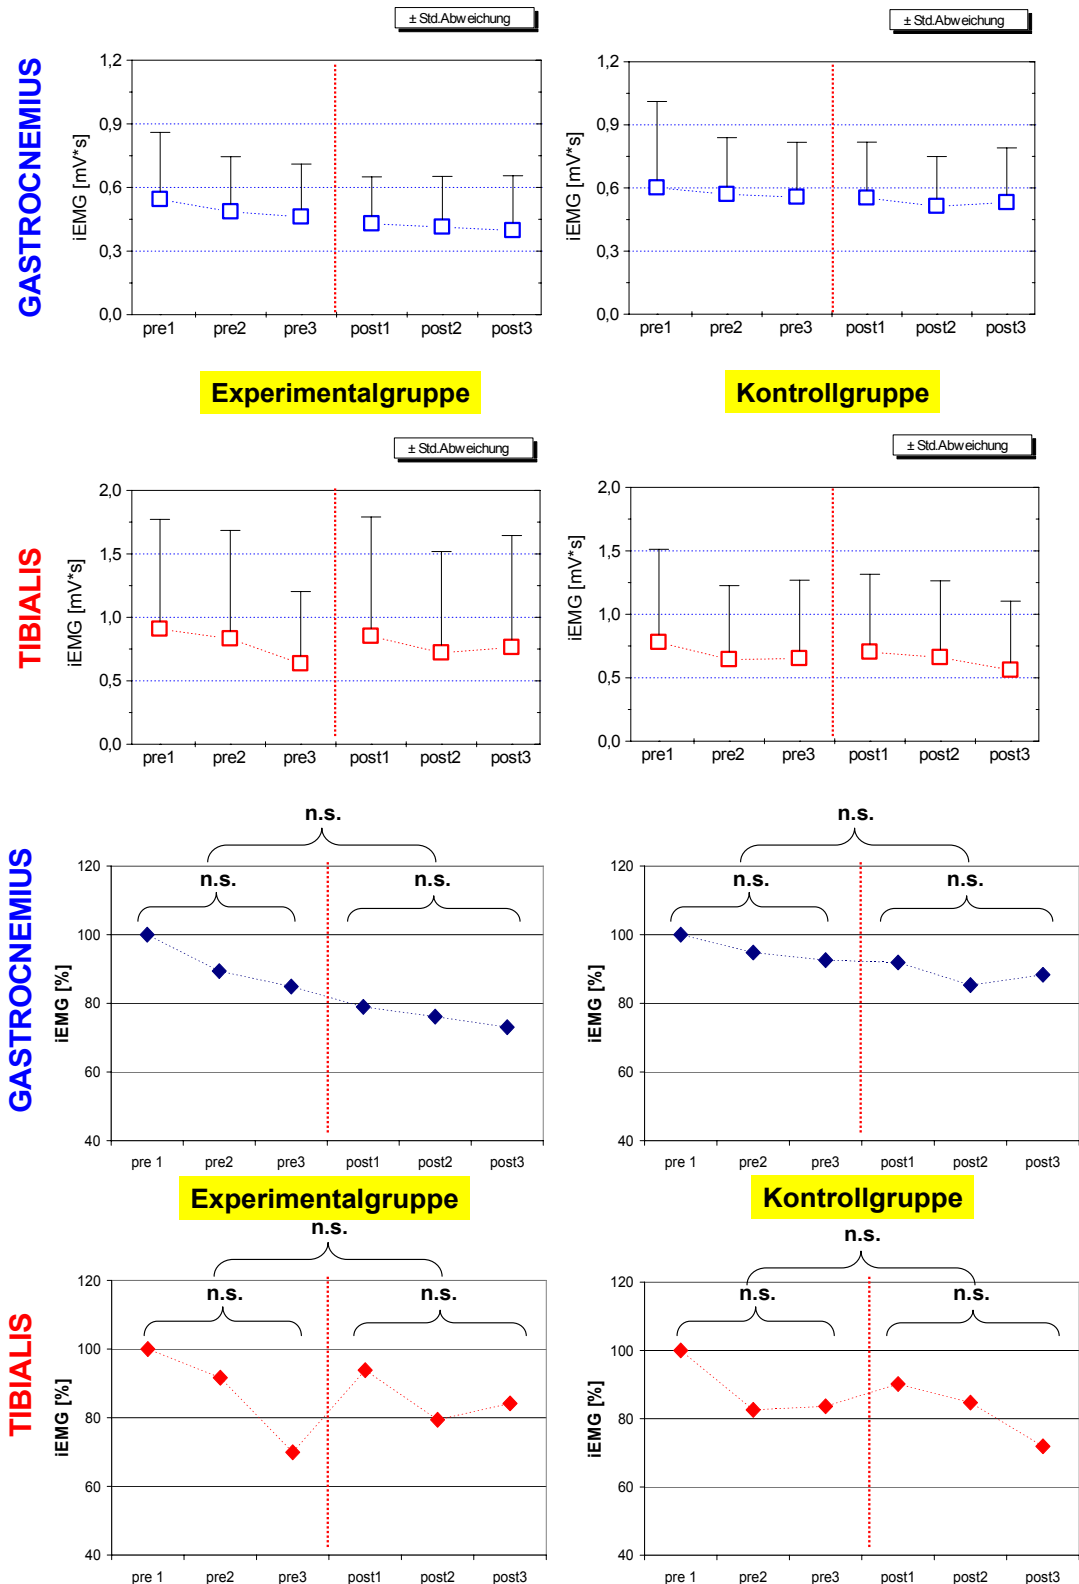 ± Std.Abweichung
± Std.Abweichung
GASTROCNEMIUS
iEMG [mV*s]
1,2
0,9
0,6
0,3
0,0
pre1 pre2 pre3 post1 post2 post3
iEMG [mV*s]
1,2
0,9
0,6
0,3
0,0
pre1 pre2 pre3 post1 post2 post3
Experimentalgruppe
Kontrollgruppe
± Std.Abweichung
± Std.Abweichung
TIBIALIS
iEMG [mV*s]
2,0
1,5
1,0
0,5
0,0
pre1 pre2 pre3 post1 post2 post3
iEMG [mV*s]
2,0
1,5
1,0
0,5
0,0
pre1 pre2 pre3 post1 post2 post3
GASTROCNEMIUS
n.s.
n.s. n.s.
iEMG [%]
120
100
80
60
40
pre 1 pre2 pre3 post1 post2 post3
n.s.
n.s. n.s.
iEMG [%]
120
100
80
60
40
pre 1 pre2 pre3 post1 post2 post3
Experimentalgruppe
Kontrollgruppe
TIBIALIS
n.s.
n.s. n.s.
iEMG [%]
120
100
80
60
40
pre 1 pre2 pre3 post1 post2 post3
n.s.
n.s. n.s.
iEMG [%]
120
100
80
60
40
pre 1 pre2 pre3 post1 post2 post3